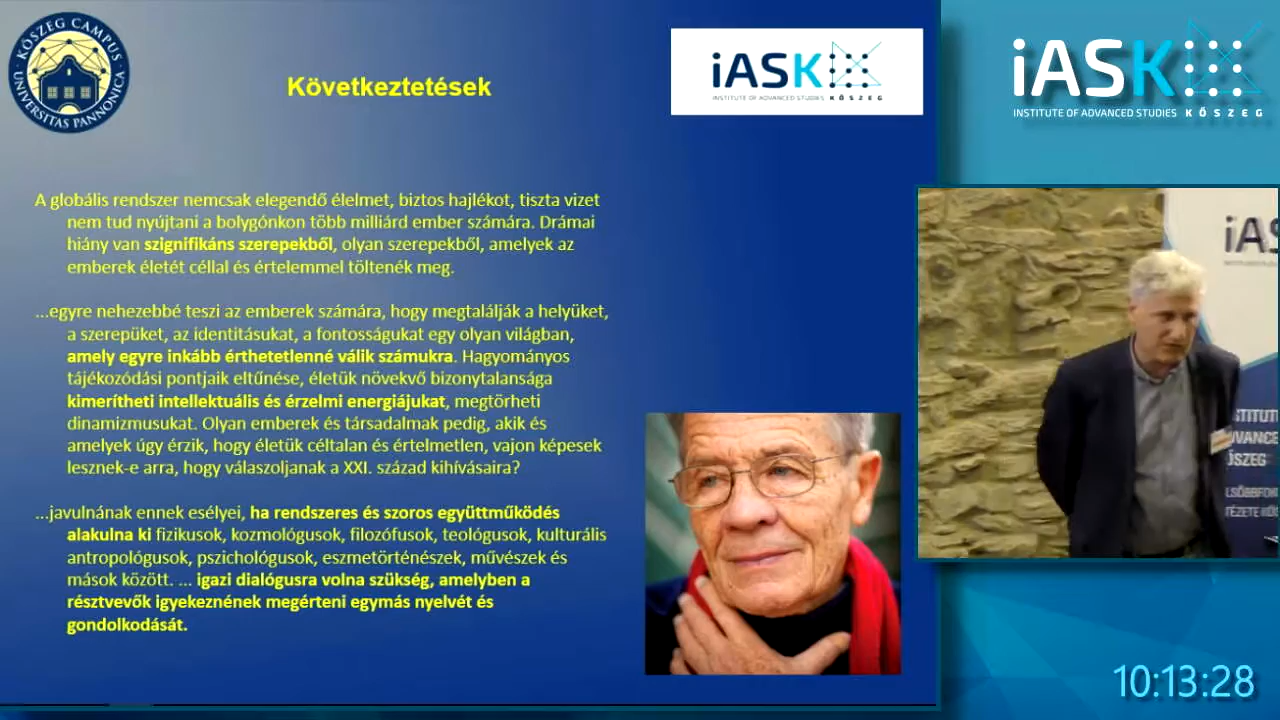 KŐSZEG CAMPUS
UNIVERSITAS PANNONICA
Következtetések
iASK
INSTITUTE OF ADVANCED STUDIES KŐSZEG
iASK
INSTITUTE OF ADVANCED STUDIES KŐSZEG
A globális rendszer nemcsak elegendő élelmet, biztos hajlékot, tiszta vizet
nem tud nyújtani a bolygónkon több milliárd ember számára. Drámai
hiány van szignifikáns szerepekből, olyan szerepekből, amelyek az
emberek életét céllal és értelemmel töltenék meg.
...egyre nehezebbé teszi az emberek számára, hogy megtalálják a helyüket,
a szerepüket, az identitásukat, a fontosságukat egy olyan világban,
amely egyre inkább érthetetlenné válik számukra. Hagyományos
tájékozódási pontjaik eltűnése, életük növekvő bizonytalansága
kimerítheti intellektuális és érzelmi energiájukat, megtörheti
dinamizmusukat. Olyan emberek és társadalmak pedig, akik és
amelyek úgy érzik, hogy életük céltalan és értelmetlen, vajon képesek
lesznek-e arra, hogy válaszoljanak a XXI. század kihívásaira?
...javulnának ennek esélyei, ha rendszeres és szoros együttműködés
alakulna ki fizikusok, kozmológusok, filozófusok, teológusok, kulturális
antropológusok, pszichológusok, eszmetörténészek, művészek és
mások között. ... igazi dialógusra volna szükség, amelyben a
résztvevők igyekeznének megérteni egymás nyelvét és
gondolkodását.
iAS
STITUT
VANCE
ŐSZEG
10:13:28